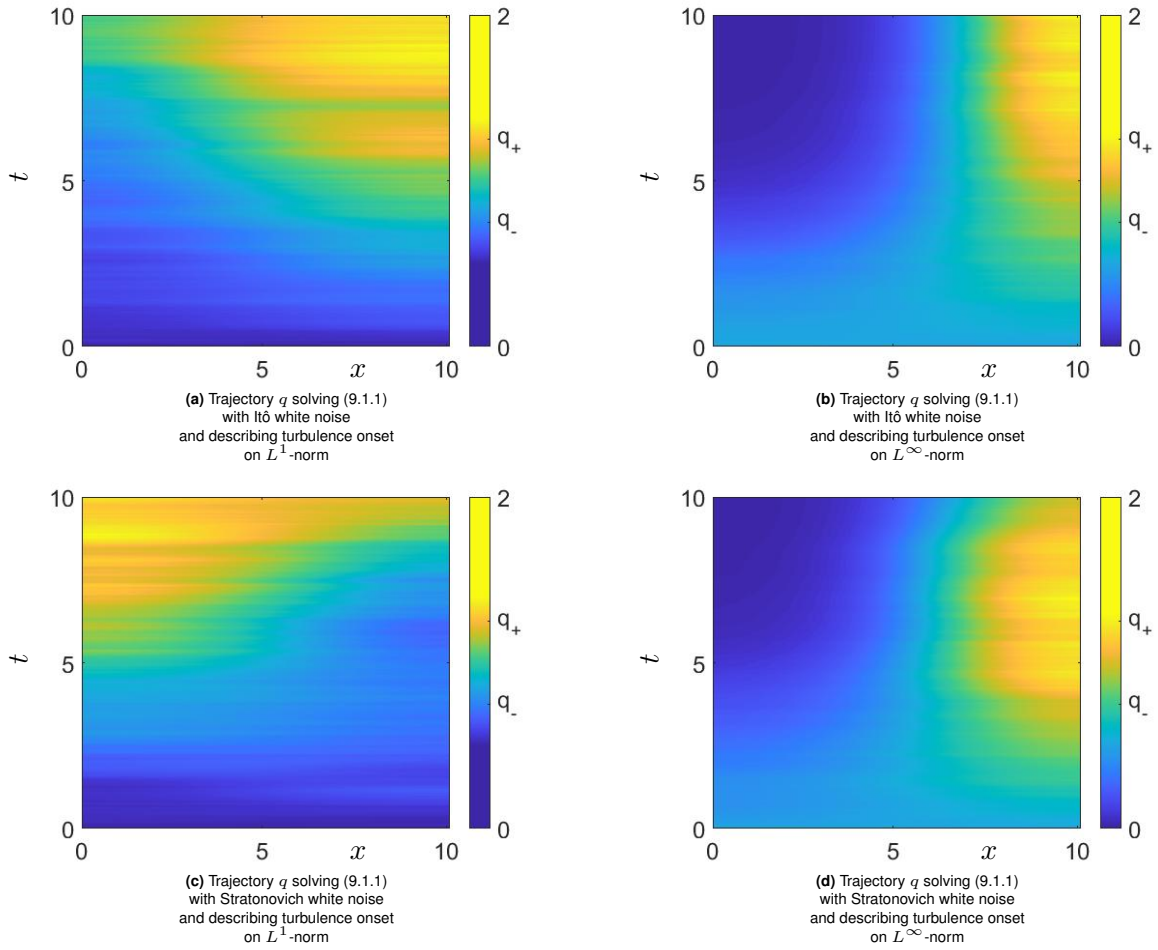 10
5
0
t
0
5
x
10
2
q+
q-
0
(a) Trajectory q solving (9.1.1)
with Itô white noise
and describing turbulence onset
on L^1-norm
10
5
0
t
0
5
x
10
2
q+
q-
0
(b) Trajectory q solving (9.1.1)
with Itô white noise
and describing turbulence onset
on L^∞-norm
10
5
0
t
0
5
x
10
2
q+
q-
0
(c) Trajectory q solving (9.1.1)
with Stratonovich white noise
and describing turbulence onset
on L^1-norm
10
5
0
t
0
5
x
10
2
q+
q-
0
(d) Trajectory q solving (9.1.1)
with Stratonovich white noise
and describing turbulence onset
on L^∞-norm